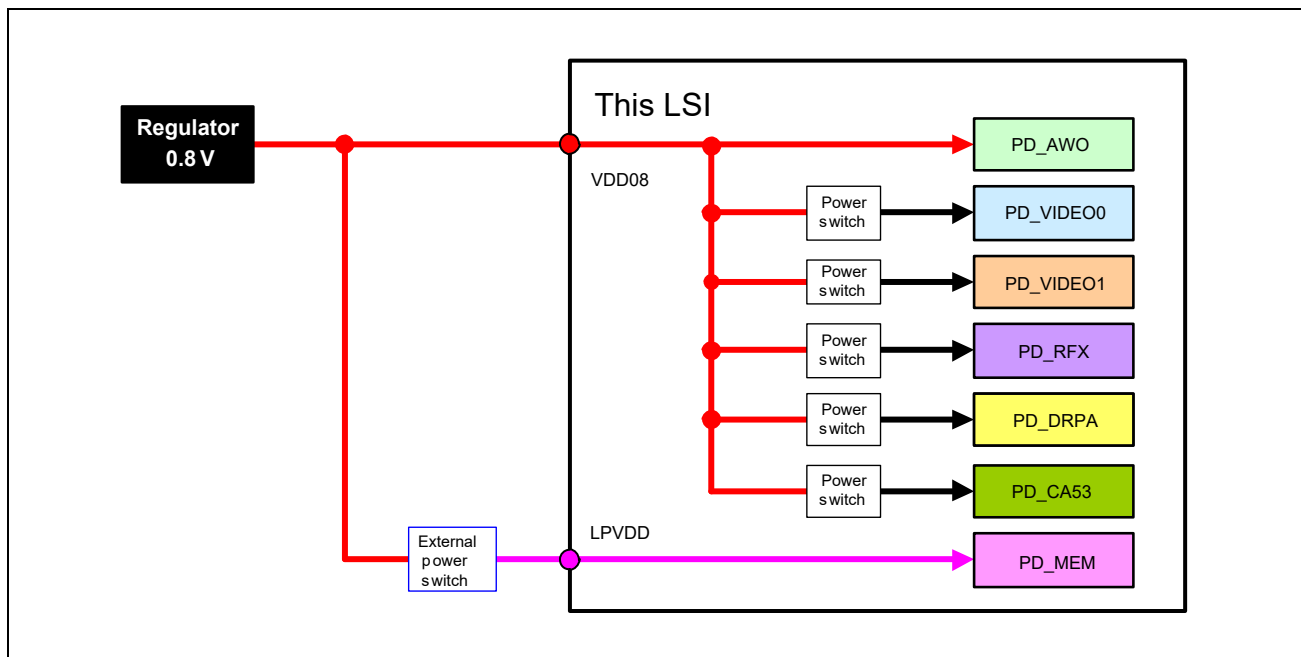 This LSI
Regulator
0.8 V
VDD08
PD_AWO
Power
switch
PD_VIDEO0
Power
switch
PD_VIDEO1
Power
switch
PD_RFX
Power
switch
PD_DRPA
Power
switch
PD_CA53
External
power
switch
LPVDD
PD_MEM